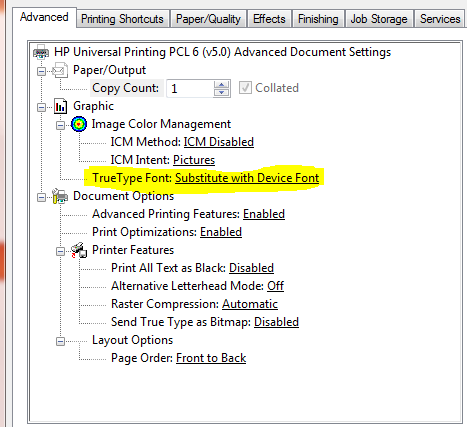 Advanced Printing Shortcuts Paper/Quality Effects Finishing Job Storage Services
HP Universal Printing PCL 6 (v5.0) Advanced Document Settings
Paper/Output
Copy Count: 1 Collated
Graphic
Image Color Management
ICM Method: ICM Disabled
ICM Intent: Pictures
TrueType Font: Substitute with Device Font
Document Options
Advanced Printing Features: Enabled
Print Optimizations: Enabled
Printer Features
Print All Text as Black: Disabled
Alternative Letterhead Mode: Off
Raster Compression: Automatic
Send True Type as Bitmap: Disabled
Layout Options
Page Order: Front to Back